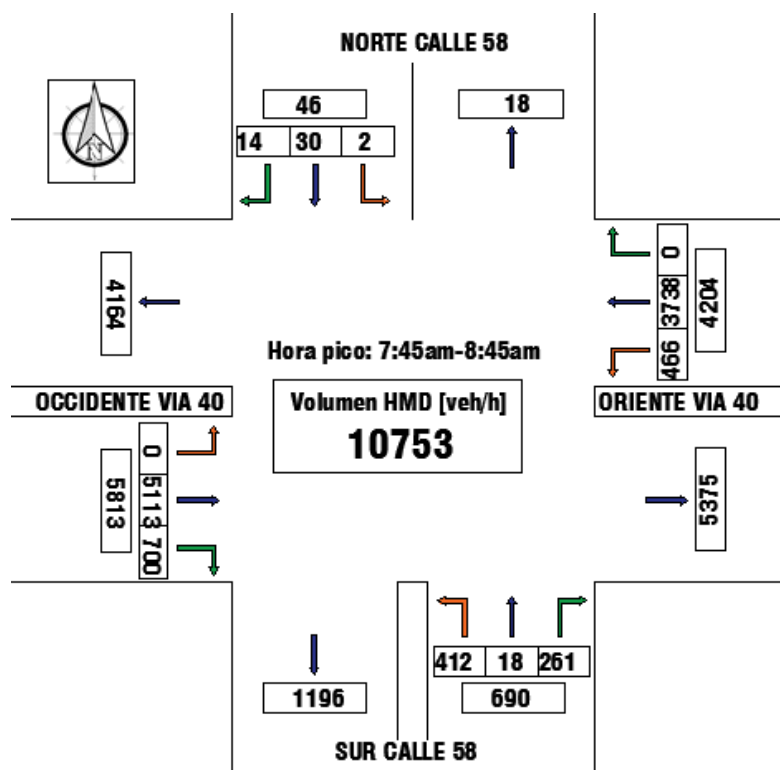 NORTE CALLE 58
46
18
14 30 2
N
0
3738
466
4204
4164
Hora pico: 7:45am-8:45am
OCCIDENTE VIA 40
Volumen HMD [veh/h]
10753
ORIENTE VIA 40
5813
0
5113
700
5375
412 18 261
1196
690
SUR CALLE 58